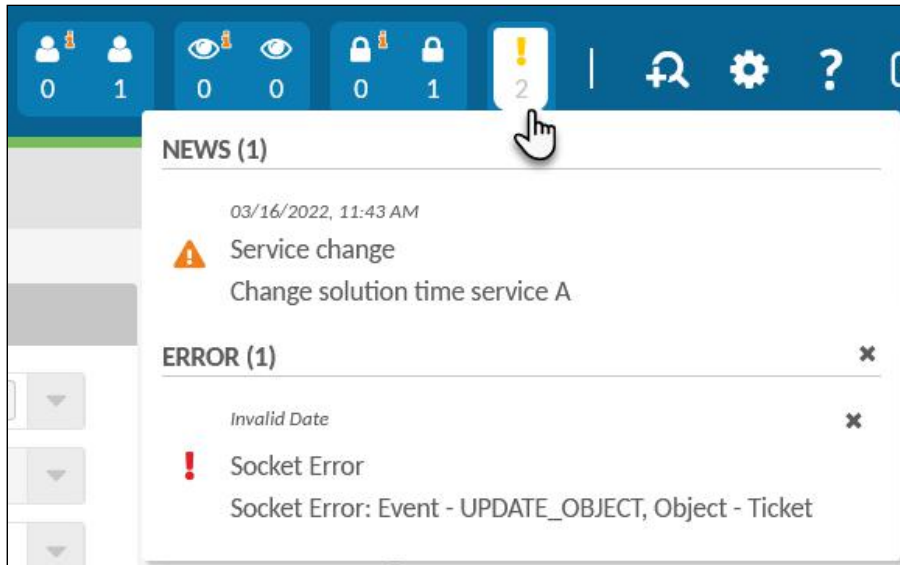 0 1 0 0 0 1 2 ?
NEWS (1)
03/16/2022, 11:43 AM
Service change
Change solution time service A
ERROR (1)
Invalid Date
Socket Error
Socket Error: Event - UPDATE_OBJECT, Object - Ticket